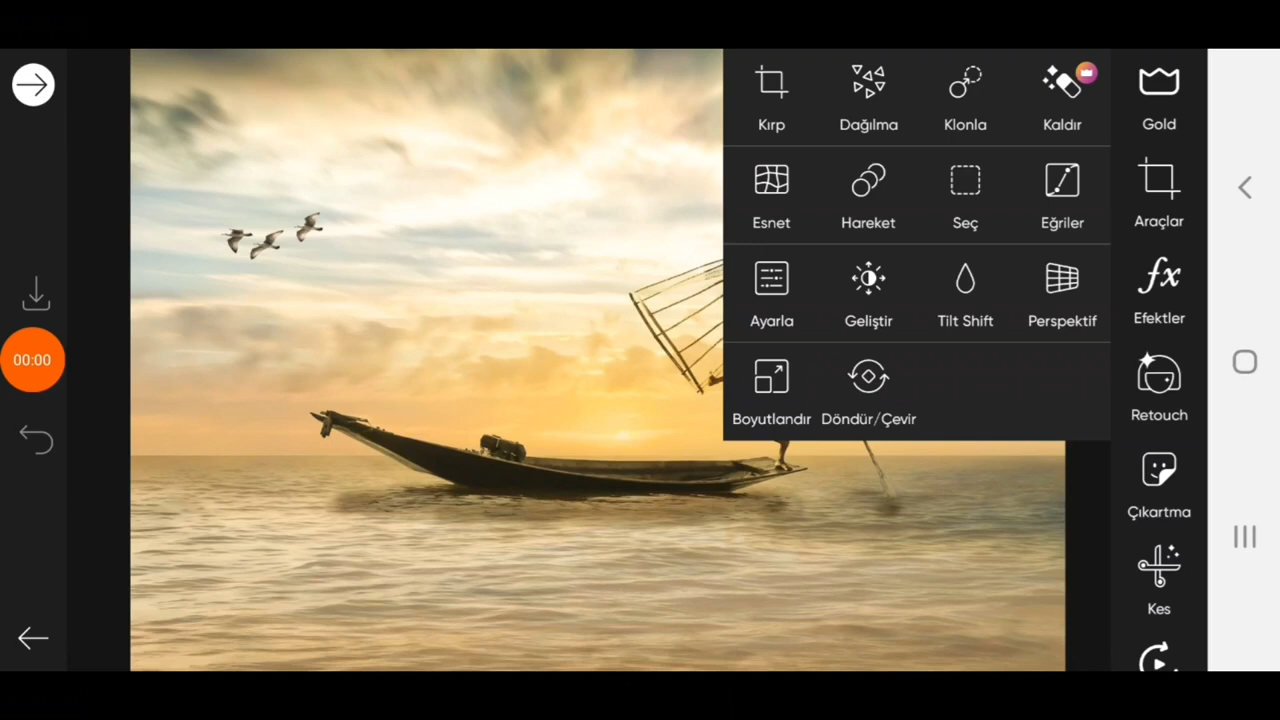 Kırp Dağılma Klonla Kaldır
Esnet Hareket Seç Eğriler
Ayarla Geliştir Tilt Shift Perspektif
Boyutlandır Döndür/Çevir
Gold
Araçlar
fx
Efektler
Retouch
Çıkartma
Kes
00:00